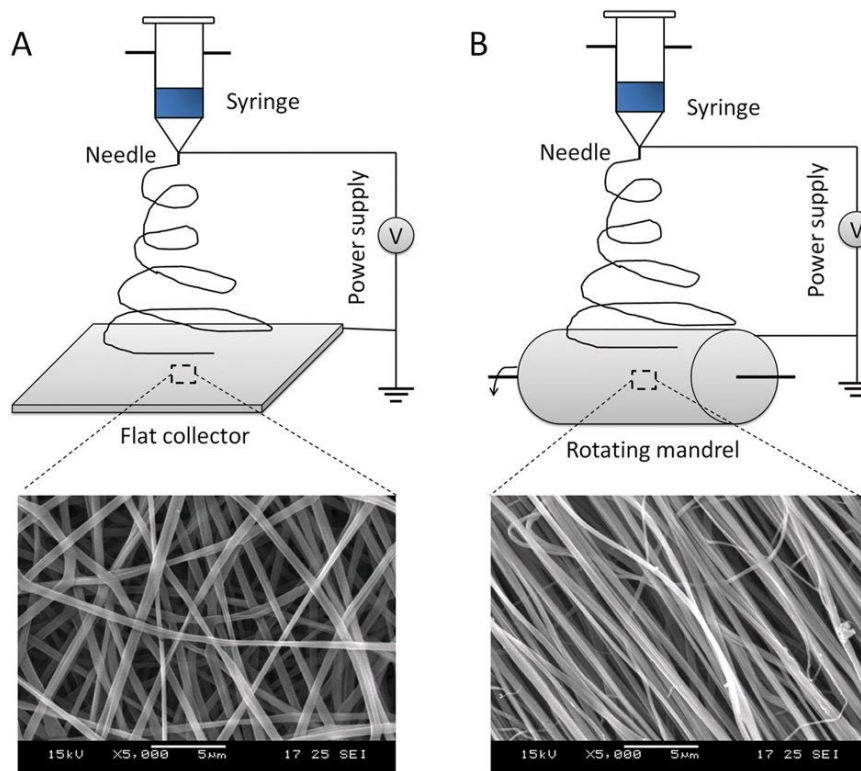 A
Syringe
Needle
Power supply
V
Flat collector
15kV X5,000 5μm 17 25 SEI
B
Syringe
Needle
Power supply
V
Rotating mandrel
15kV X5,000 5μm 17 25 SEI